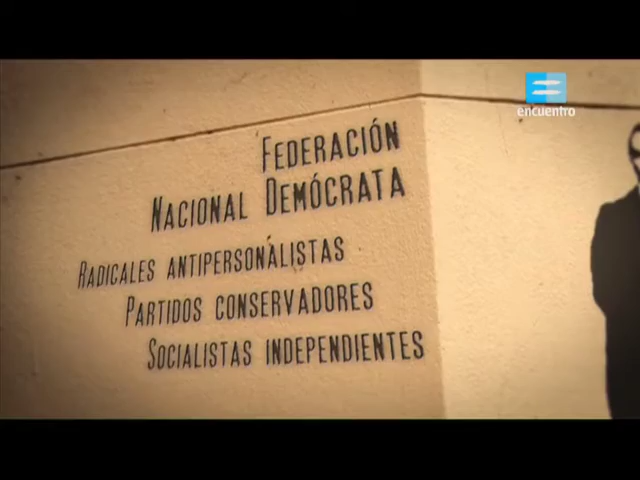 encuentro
FEDERACIÓN
NACIONAL DEMÓCRATA
RADICALES ANTIPERSONALISTAS
PARTIDOS CONSERVADORES
SOCIALISTAS INDEPENDIENTES